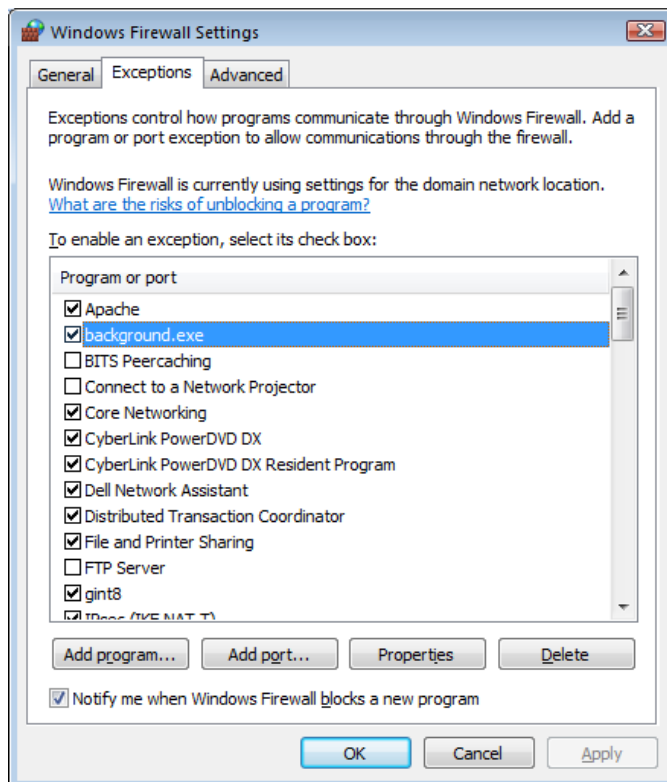 Windows Firewall Settings
General Exceptions Advanced
Exceptions control how programs communicate through Windows Firewall. Add a
program or port exception to allow communications through the firewall.
Windows Firewall is currently using settings for the domain network location.
What are the risks of unblocking a program?
To enable an exception, select its check box:
Program or port
Apache
background.exe
BITS Peercaching
Connect to a Network Projector
Core Networking
CyberLink PowerDVD DX
CyberLink PowerDVD DX Resident Program
Dell Network Assistant
Distributed Transaction Coordinator
File and Printer Sharing
FTP Server
gint8
IPsec (IKE NAT-T)
Add program... Add port... Properties Delete
Notify me when Windows Firewall blocks a new program
OK Cancel Apply